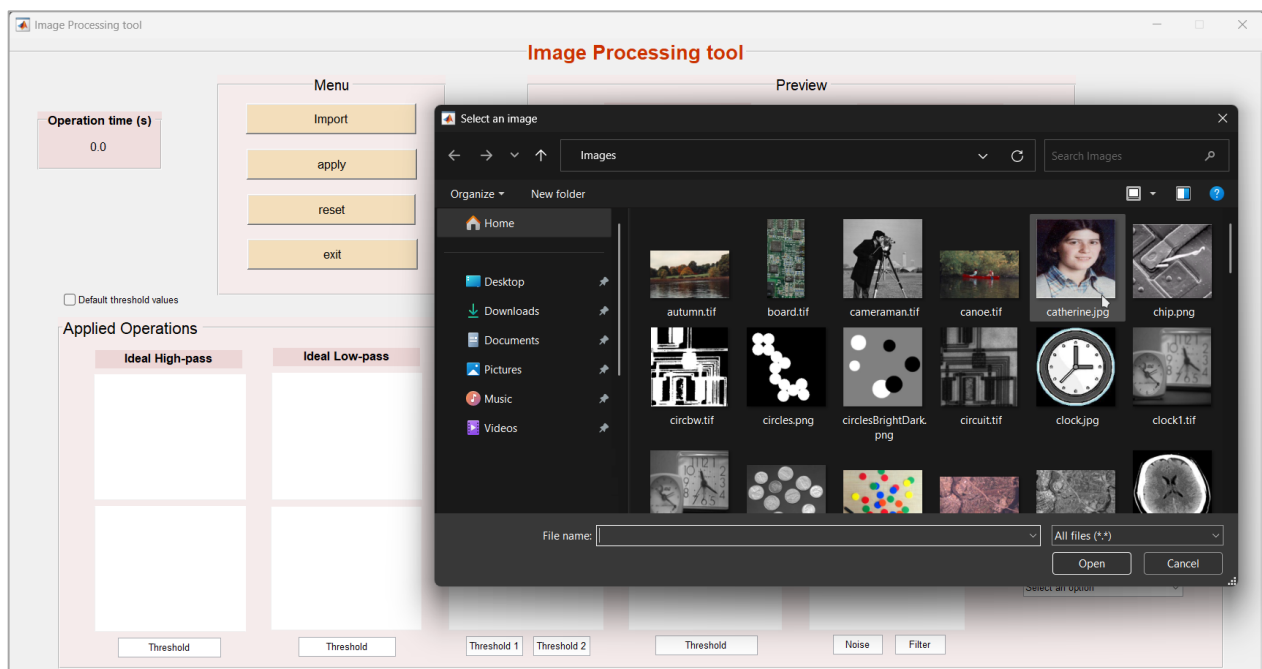 Image Processing tool
Image Processing tool
Menu
Preview
Operation time (s)
0.0
Import
apply
reset
exit
Default threshold values
Select an image
Images
Search Images
Organize
New folder
Home
Desktop
Downloads
Documents
Pictures
Music
Videos
autumn.tif
board.tif
cameraman.tif
canoe.tif
catherine.jpg
chip.png
circbw.tif
circles.png
circlesBrightDark.
png
circuit.tif
clock.jpg
clock1.tif
File name:
All files (*.*)
Open
Cancel
Select an option
Applied Operations
Ideal High-pass
Ideal Low-pass
Threshold
Threshold
Threshold 1
Threshold 2
Threshold
Noise
Filter